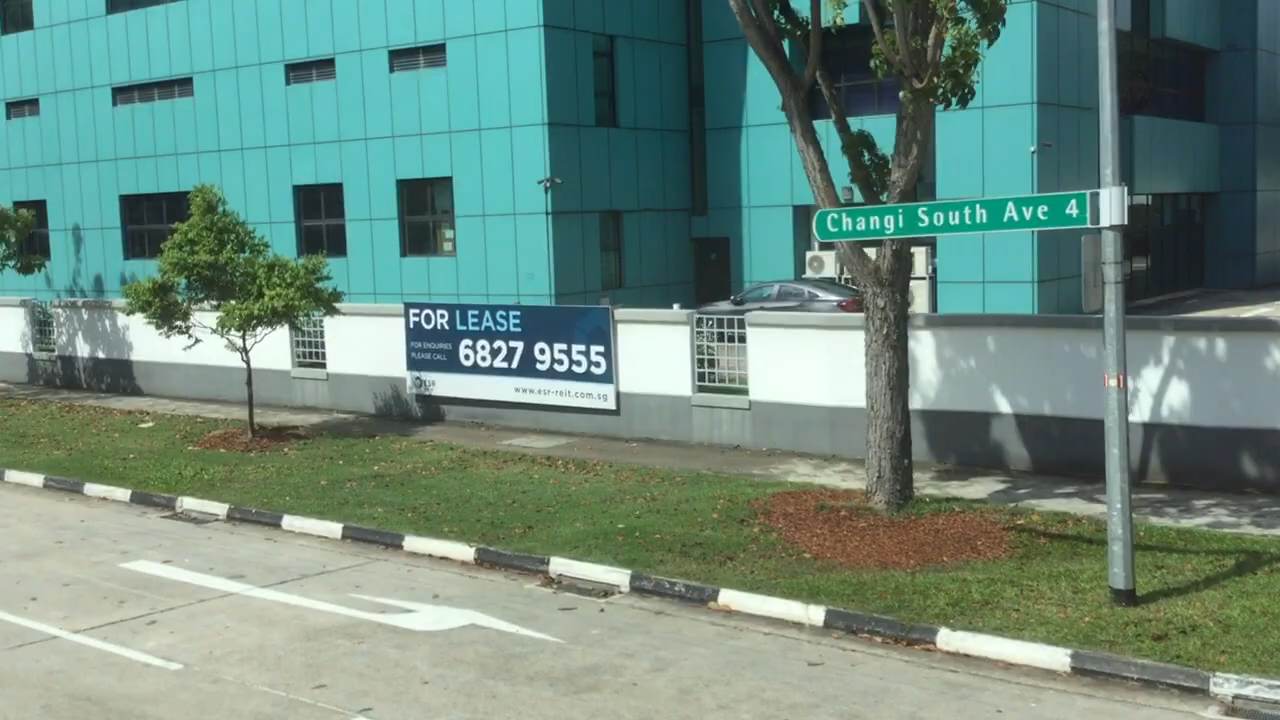 Changi South Ave 4
FOR LEASE
FOR ENQUIRIES
PLEASE CALL
6827 9555
ESR
www.esr-reit.com.sg